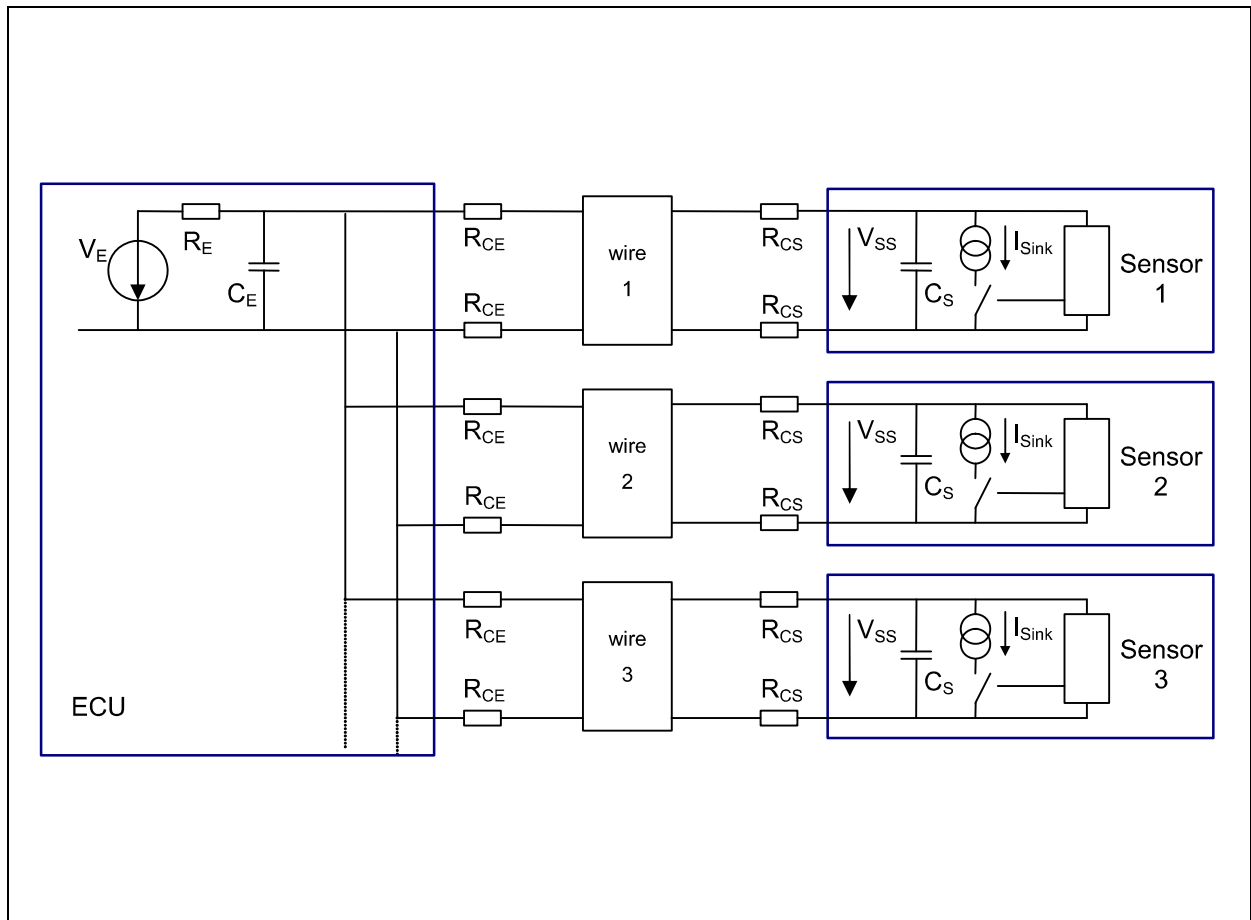 V_E
R_E
C_E
R_CE
R_CE
wire
1
R_CS
R_CS
V_SS
C_S
I_Sink
Sensor
1
R_CE
R_CE
wire
2
R_CS
R_CS
V_SS
C_S
I_Sink
Sensor
2
R_CE
R_CE
wire
3
R_CS
R_CS
V_SS
C_S
I_Sink
Sensor
3
ECU